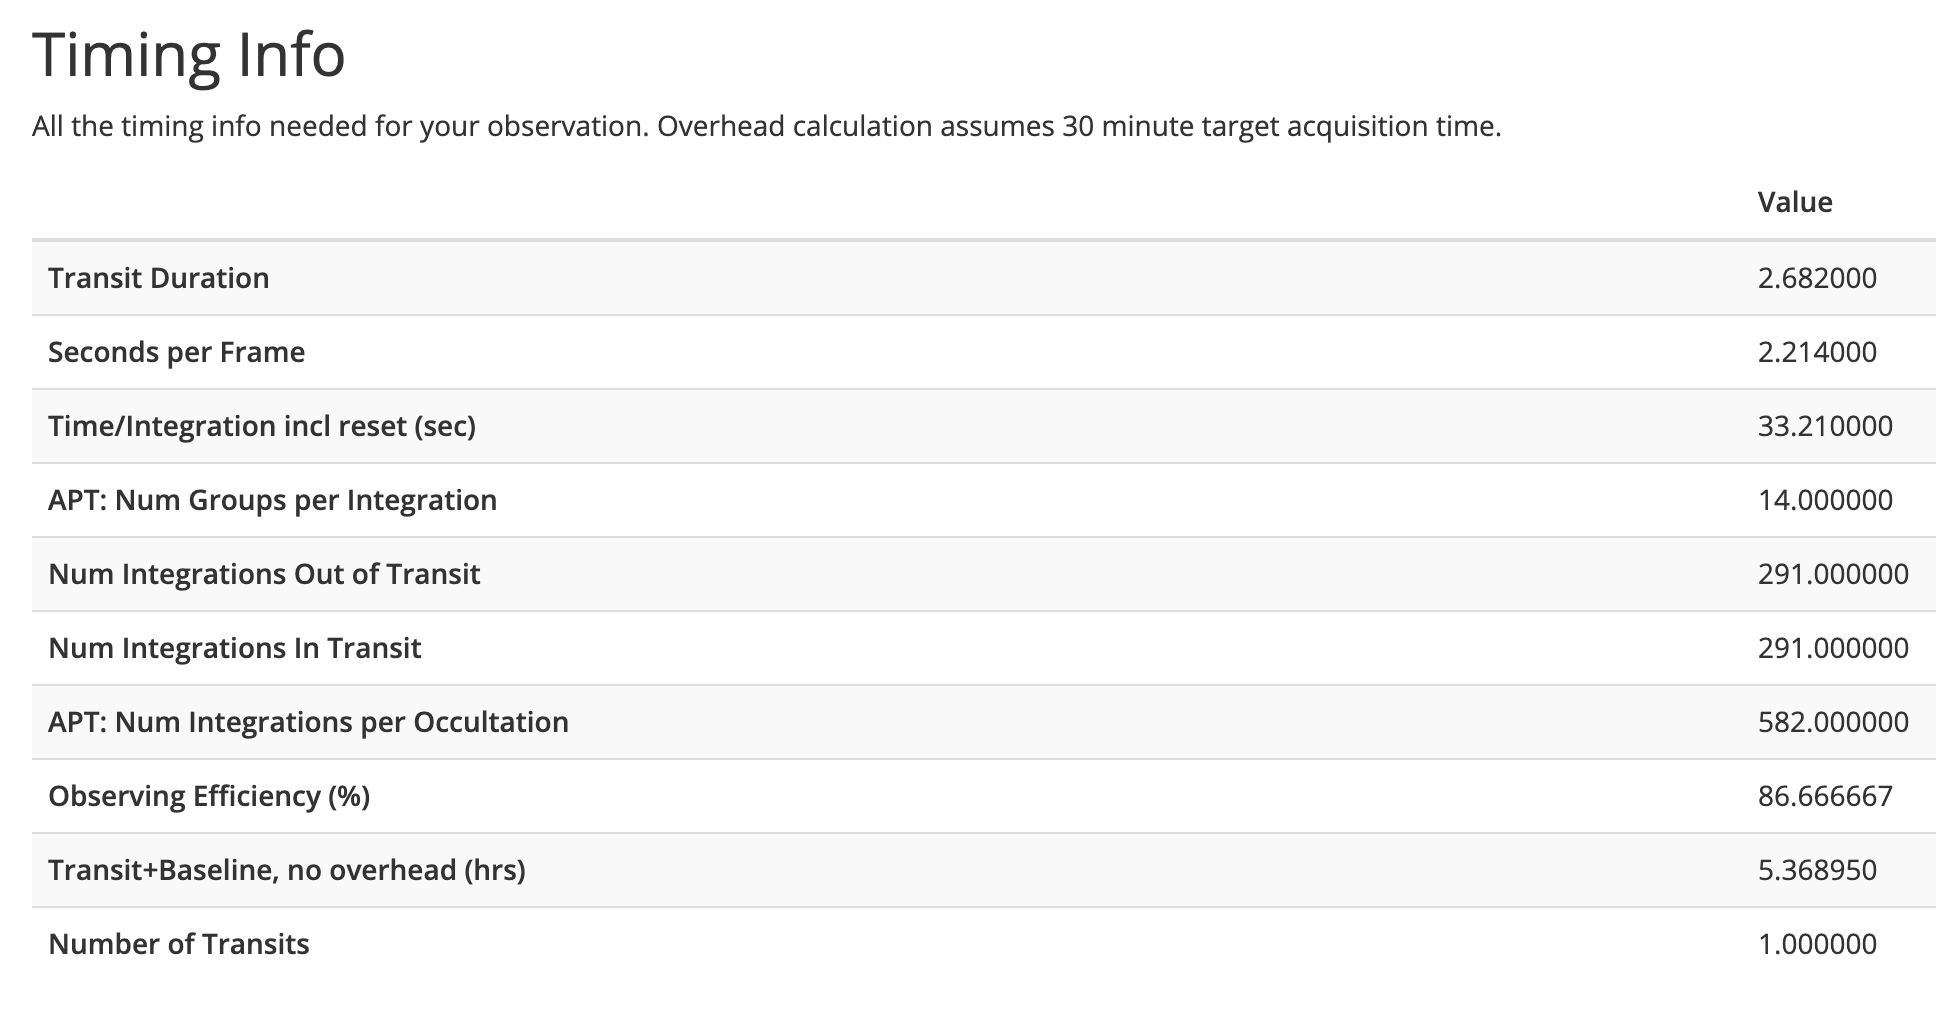 Timing Info
All the timing info needed for your observation. Overhead calculation assumes 30 minute target acquisition time.
Value
Transit Duration 2.682000
Seconds per Frame 2.214000
Time/Integration incl reset (sec) 33.210000
APT: Num Groups per Integration 14.000000
Num Integrations Out of Transit 291.000000
Num Integrations In Transit 291.000000
APT: Num Integrations per Occultation 582.000000
Observing Efficiency (%) 86.666667
Transit+Baseline, no overhead (hrs) 5.368950
Number of Transits 1.000000